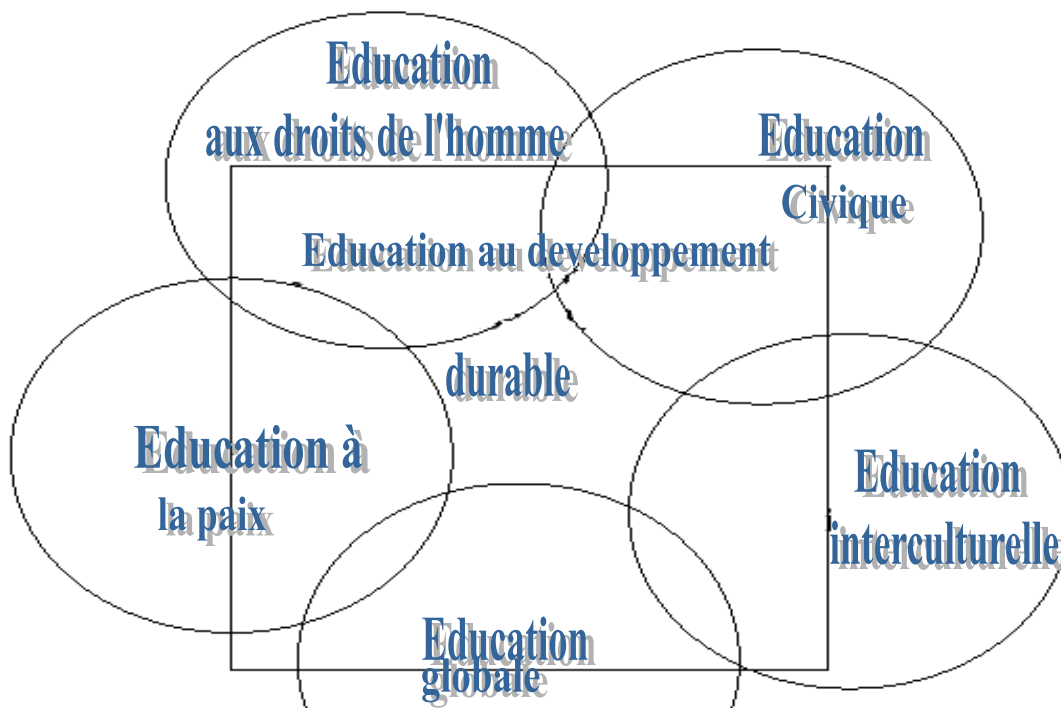 Education
aux droits de l'homme
Education
Civique
Education au developpement
durable
Education à
la paix
Education
interculturelle
Education
globale